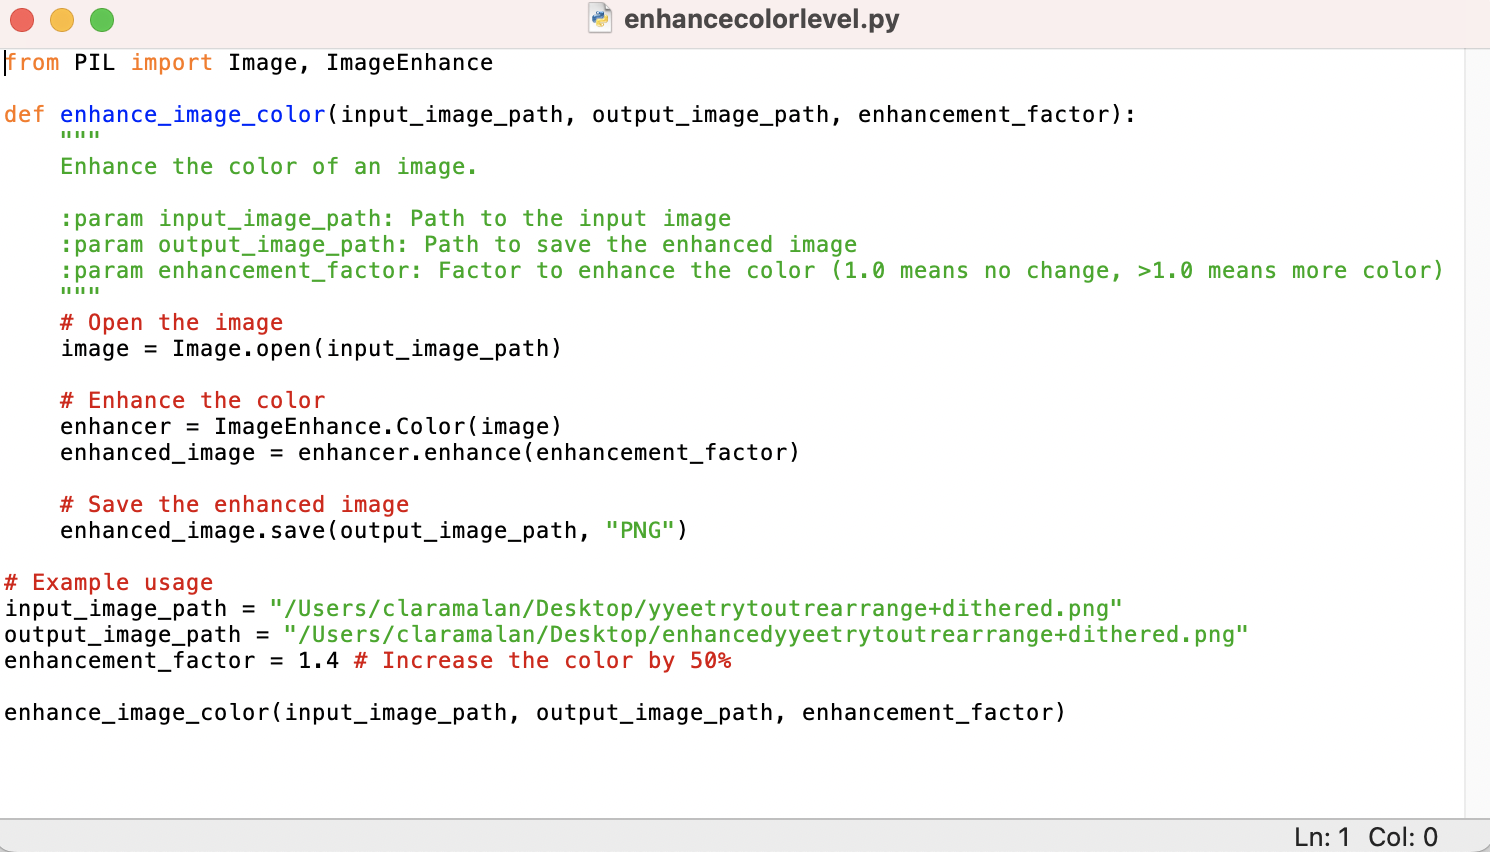 enhancecolorlevel.py
from PIL import Image, ImageEnhance
def enhance_image_color(input_image_path, output_image_path, enhancement_factor):
"""
Enhance the color of an image.
:param input_image_path: Path to the input image
:param output_image_path: Path to save the enhanced image
:param enhancement_factor: Factor to enhance the color (1.0 means no change, >1.0 means more color)
"""
# Open the image
image = Image.open(input_image_path)
# Enhance the color
enhancer = ImageEnhance.Color(image)
enhanced_image = enhancer.enhance(enhancement_factor)
# Save the enhanced image
enhanced_image.save(output_image_path, "PNG")
# Example usage
input_image_path = "/Users/claramalan/Desktop/yyeetrytoutrearrange+dithered.png"
output_image_path = "/Users/claramalan/Desktop/enhancedyyeetrytoutrearrange+dithered.png"
enhancement_factor = 1.4 # Increase the color by 50%
enhance_image_color(input_image_path, output_image_path, enhancement_factor)
Ln: 1 Col: 0